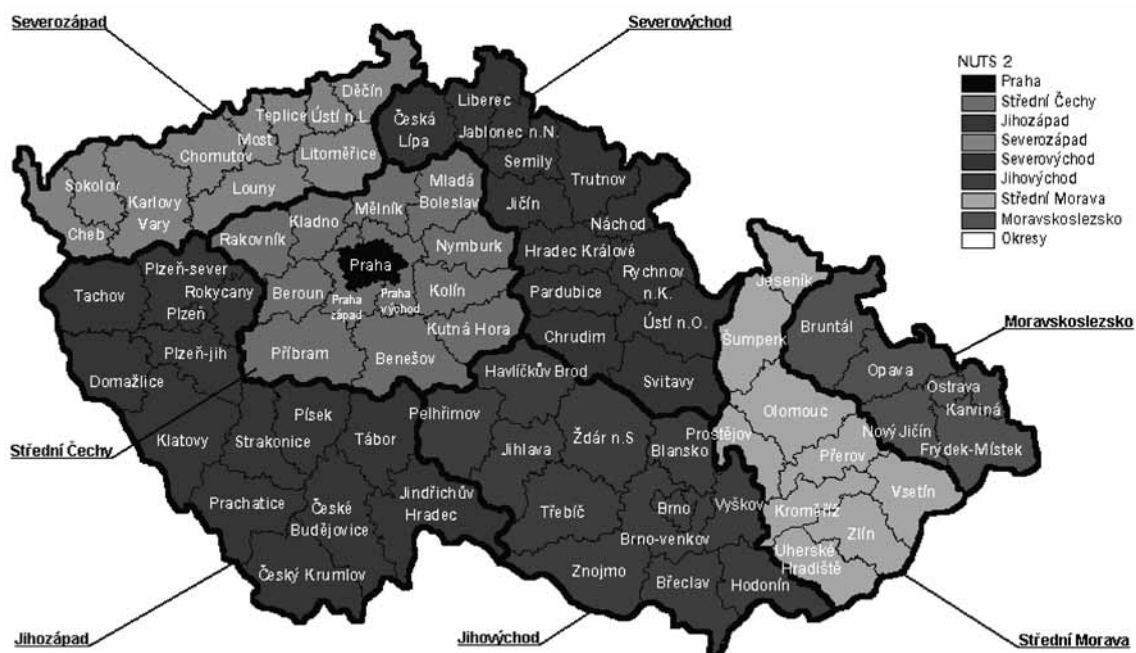 Severozápad
Severovýchod
NUTS 2
Praha
Střední Čechy
Jihozápad
Severozápad
Severovýchod
Jihovýchod
Střední Morava
Moravskoslezsko
Okresy
Děčín
Teplice
Ústí n.L.
Most
Chomutov
Litoměřice
Louny
Sokolov
Karlovy
Vary
Cheb
Česká
Lípa
Liberec
Jablonec n.N.
Semily
Trutnov
Jičín
Náchod
Hradec Králové
Rychnov
n.K.
Pardubice
Ústí n.O.
Chrudim
Svitavy
Mladá
Boleslav
Mělník
Kladno
Rakovník
Nymburk
Praha
Beroun
Praha
západ
Praha
východ
Kolín
Kutná Hora
Příbram
Benešov
Plzeň-sever
Rokycany
Tachov
Plzeň
Plzeň-jih
Domažlice
Klatovy
Písek
Strakonice
Tábor
Prachatice
České
Budějovice
Jindřichův
Hradec
Český Krumlov
Havlíčkův Brod
Pelhřimov
Jihlava
Ždár n.S
Blansko
Třebíč
Brno
Vyškov
Brno-venkov
Znojmo
Břeclav
Hodonín
Jeseník
Šumperk
Olomouc
Prostějov
Přerov
Kroměříž
Vsetín
Zlín
Uherské
Hradiště
Bruntál
Opava
Ostrava
Karviná
Nový Jičín
Frýdek-Místek
Moravskoslezsko
Střední Čechy
Jihozápad
Jihovýchod
Střední Morava